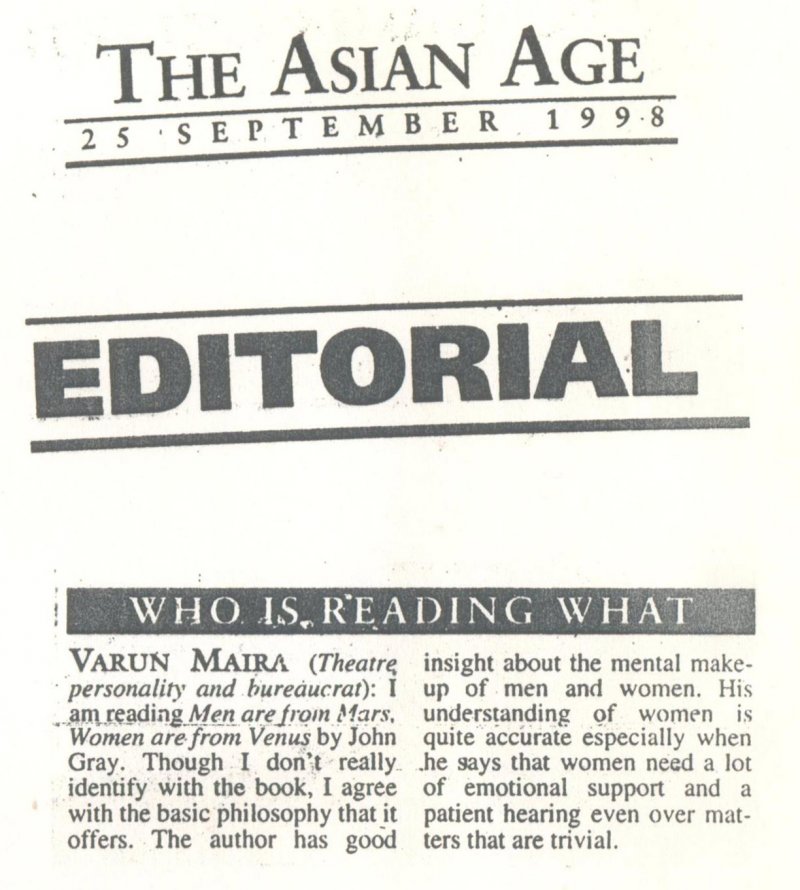 THE ASIAN AGE
25 SEPTEMBER 1998
EDITORIAL
WHO IS READING WHAT
VARUN MAIRA (Theatre
personality and bureaucrat): I
am reading Men are from Mars,
Women are from Venus by John
Gray. Though I don't really
identify with the book, I agree
with the basic philosophy that it
offers. The author has good
insight about the mental make-
up of men and women. His
understanding of women is
quite accurate especially when
he says that women need a lot
of emotional support and a
patient hearing even over mat-
ters that are trivial.